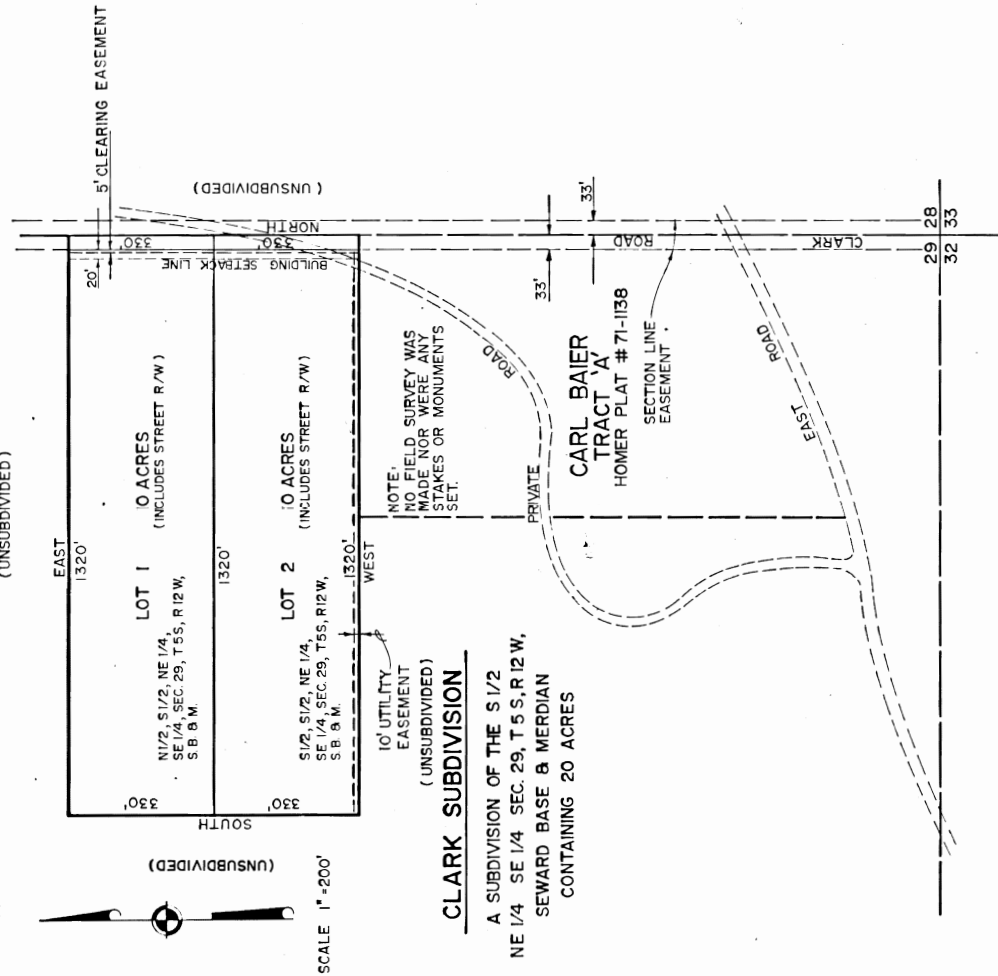 (UNSUBDIVIDED)
5' CLEARING EASEMENT
EAST
1320'
20'
330'
NORTH
(UNSUBDIVIDED)
LOT 1
10 ACRES
(INCLUDES STREET R/W)
N1/2, S1/2, NE 1/4,
SE 1/4, SEC. 29, T5S, R12W,
S.B. & M.
330'
BUILDING SETBACK LINE
330'
1320'
LOT 2
10 ACRES
(INCLUDES STREET R/W)
S1/2, S1/2, NE 1/4,
SE 1/4, SEC. 29, T5S, R12W,
S.B. & M.
330'
1320'
WEST
SOUTH
(UNSUBDIVIDED)
SCALE 1"=200'
10' UTILITY
EASEMENT
(UNSUBDIVIDED)
NOTE:
NO FIELD SURVEY WAS
MADE NOR WERE ANY
STAKES OR MONUMENTS
SET.
PRIVATE
ROAD
33'
33'
CLARK
ROAD
CARL BAIER
TRACT 'A'
HOMER PLAT # 71-1138
SECTION LINE
EASEMENT
EAST
ROAD
29
28
32
33
CLARK SUBDIVISION
A SUBDIVISION OF THE S 1/2
NE 1/4 SE 1/4 SEC. 29, T 5 S, R 12 W,
SEWARD BASE & MERDIAN
CONTAINING 20 ACRES